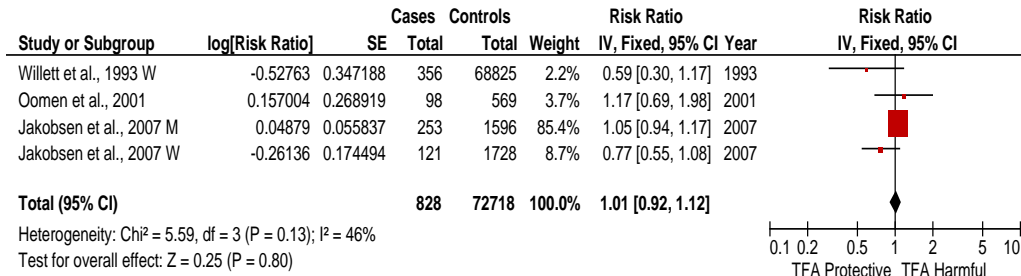 Cases Controls Risk Ratio Risk Ratio
Study or Subgroup log[Risk Ratio] SE Total Total Weight IV, Fixed, 95% CI Year IV, Fixed, 95% CI
Willett et al., 1993 W -0.52763 0.347188 356 68825 2.2% 0.59 [0.30, 1.17] 1993
Oomen et al., 2001 0.157004 0.268919 98 569 3.7% 1.17 [0.69, 1.98] 2001
Jakobsen et al., 2007 M 0.04879 0.055837 253 1596 85.4% 1.05 [0.94, 1.17] 2007
Jakobsen et al., 2007 W -0.26136 0.174494 121 1728 8.7% 0.77 [0.55, 1.08] 2007
Total (95% CI) 828 72718 100.0% 1.01 [0.92, 1.12]
Heterogeneity: Chi² = 5.59, df = 3 (P = 0.13); I² = 46%
Test for overall effect: Z = 0.25 (P = 0.80)
0.1 0.2 0.5 1 2 5 10
TFA Protective TFA Harmful